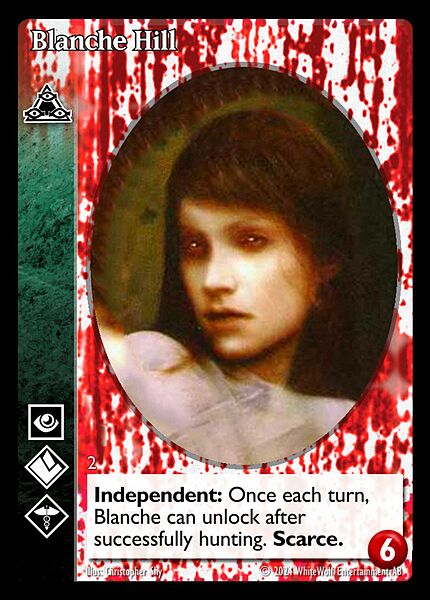 Blanche Hill
2
Independent: Once each turn,
Blanche can unlock after
successfully hunting. Scarce.
6
Illus: Christopher Shy
© 2024 White Wolf Entertainment AB